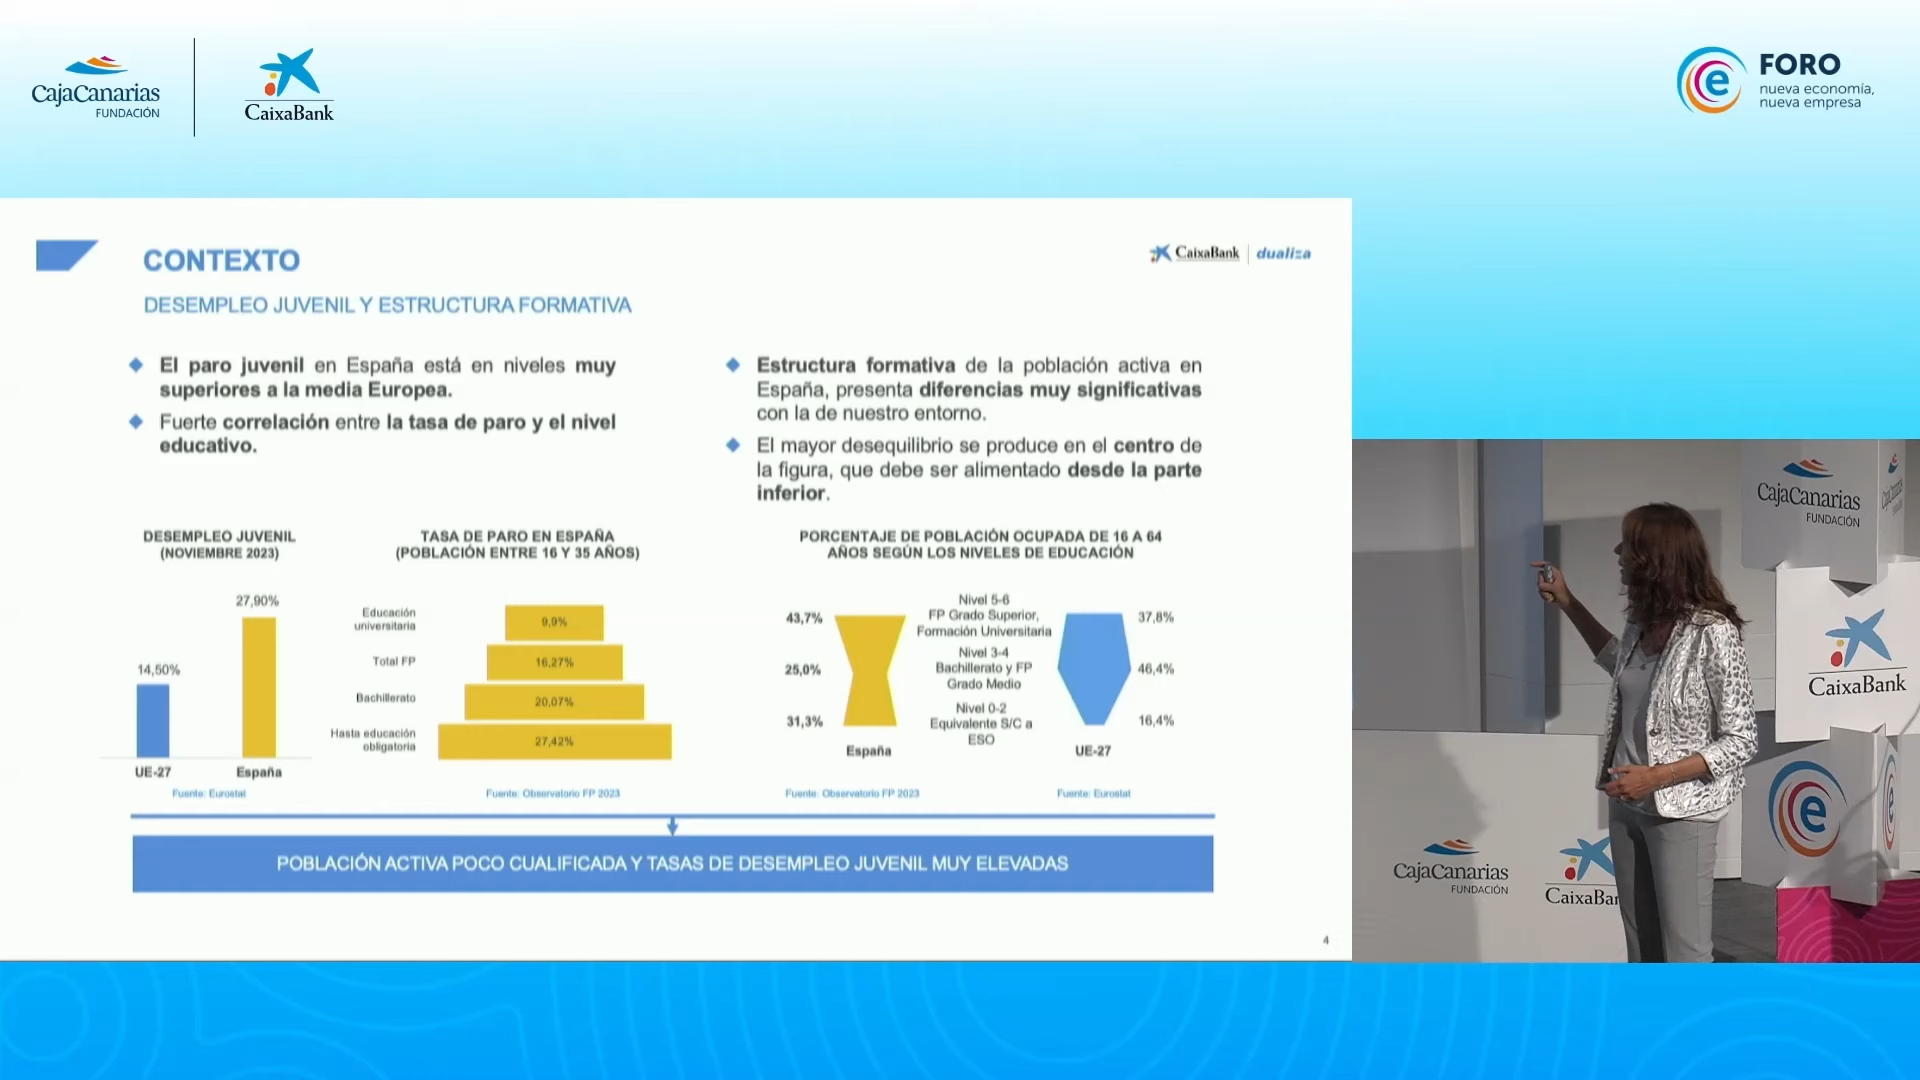 CajaCanarias
FUNDACIÓN
CaixaBank
FORO
nueva economía,
nueva empresa
CONTEXTO
CaixaBank
dualiza
DESEMPLEO JUVENIL Y ESTRUCTURA FORMATIVA
El paro juvenil en España está en niveles muy
superiores a la media Europea.
Fuerte correlación entre la tasa de paro y el nivel
educativo.
Estructura formativa de la población activa en
España, presenta diferencias muy significativas
con la de nuestro entorno.
El mayor desequilibrio se produce en el centro de
la figura, que debe ser alimentado desde la parte
inferior.
DESEMPLEO JUVENIL
(NOVIEMBRE 2023)
27,90%
14,50%
UE-27
España
Fuente: Eurostat
TASA DE PARO EN ESPAÑA
(POBLACIÓN ENTRE 16 Y 35 AÑOS)
Educación
universitaria
9,9%
Total FP
16,27%
Bachillerato
20,07%
Hasta educación
obligatoria
27,42%
Fuente: Observatorio FP 2023
PORCENTAJE DE POBLACIÓN OCUPADA DE 16 A 64
AÑOS SEGÚN LOS NIVELES DE EDUCACIÓN
43,7%
25,0%
31,3%
España
Nivel 5-6
FP Grado Superior,
Formación Universitaria
Nivel 3-4
Bachillerato y FP
Grado Medio
Nivel 0-2
Equivalente S/C a
ESO
37,8%
46,4%
16,4%
UE-27
Fuente: Observatorio FP 2023
Fuente: Eurostat
POBLACIÓN ACTIVA POCO CUALIFICADA Y TASAS DE DESEMPLEO JUVENIL MUY ELEVADAS
4
CajaCanarias
FUNDACIÓN
CaixaBank
CajaCanarias
FUNDACIÓN
CaixaBan